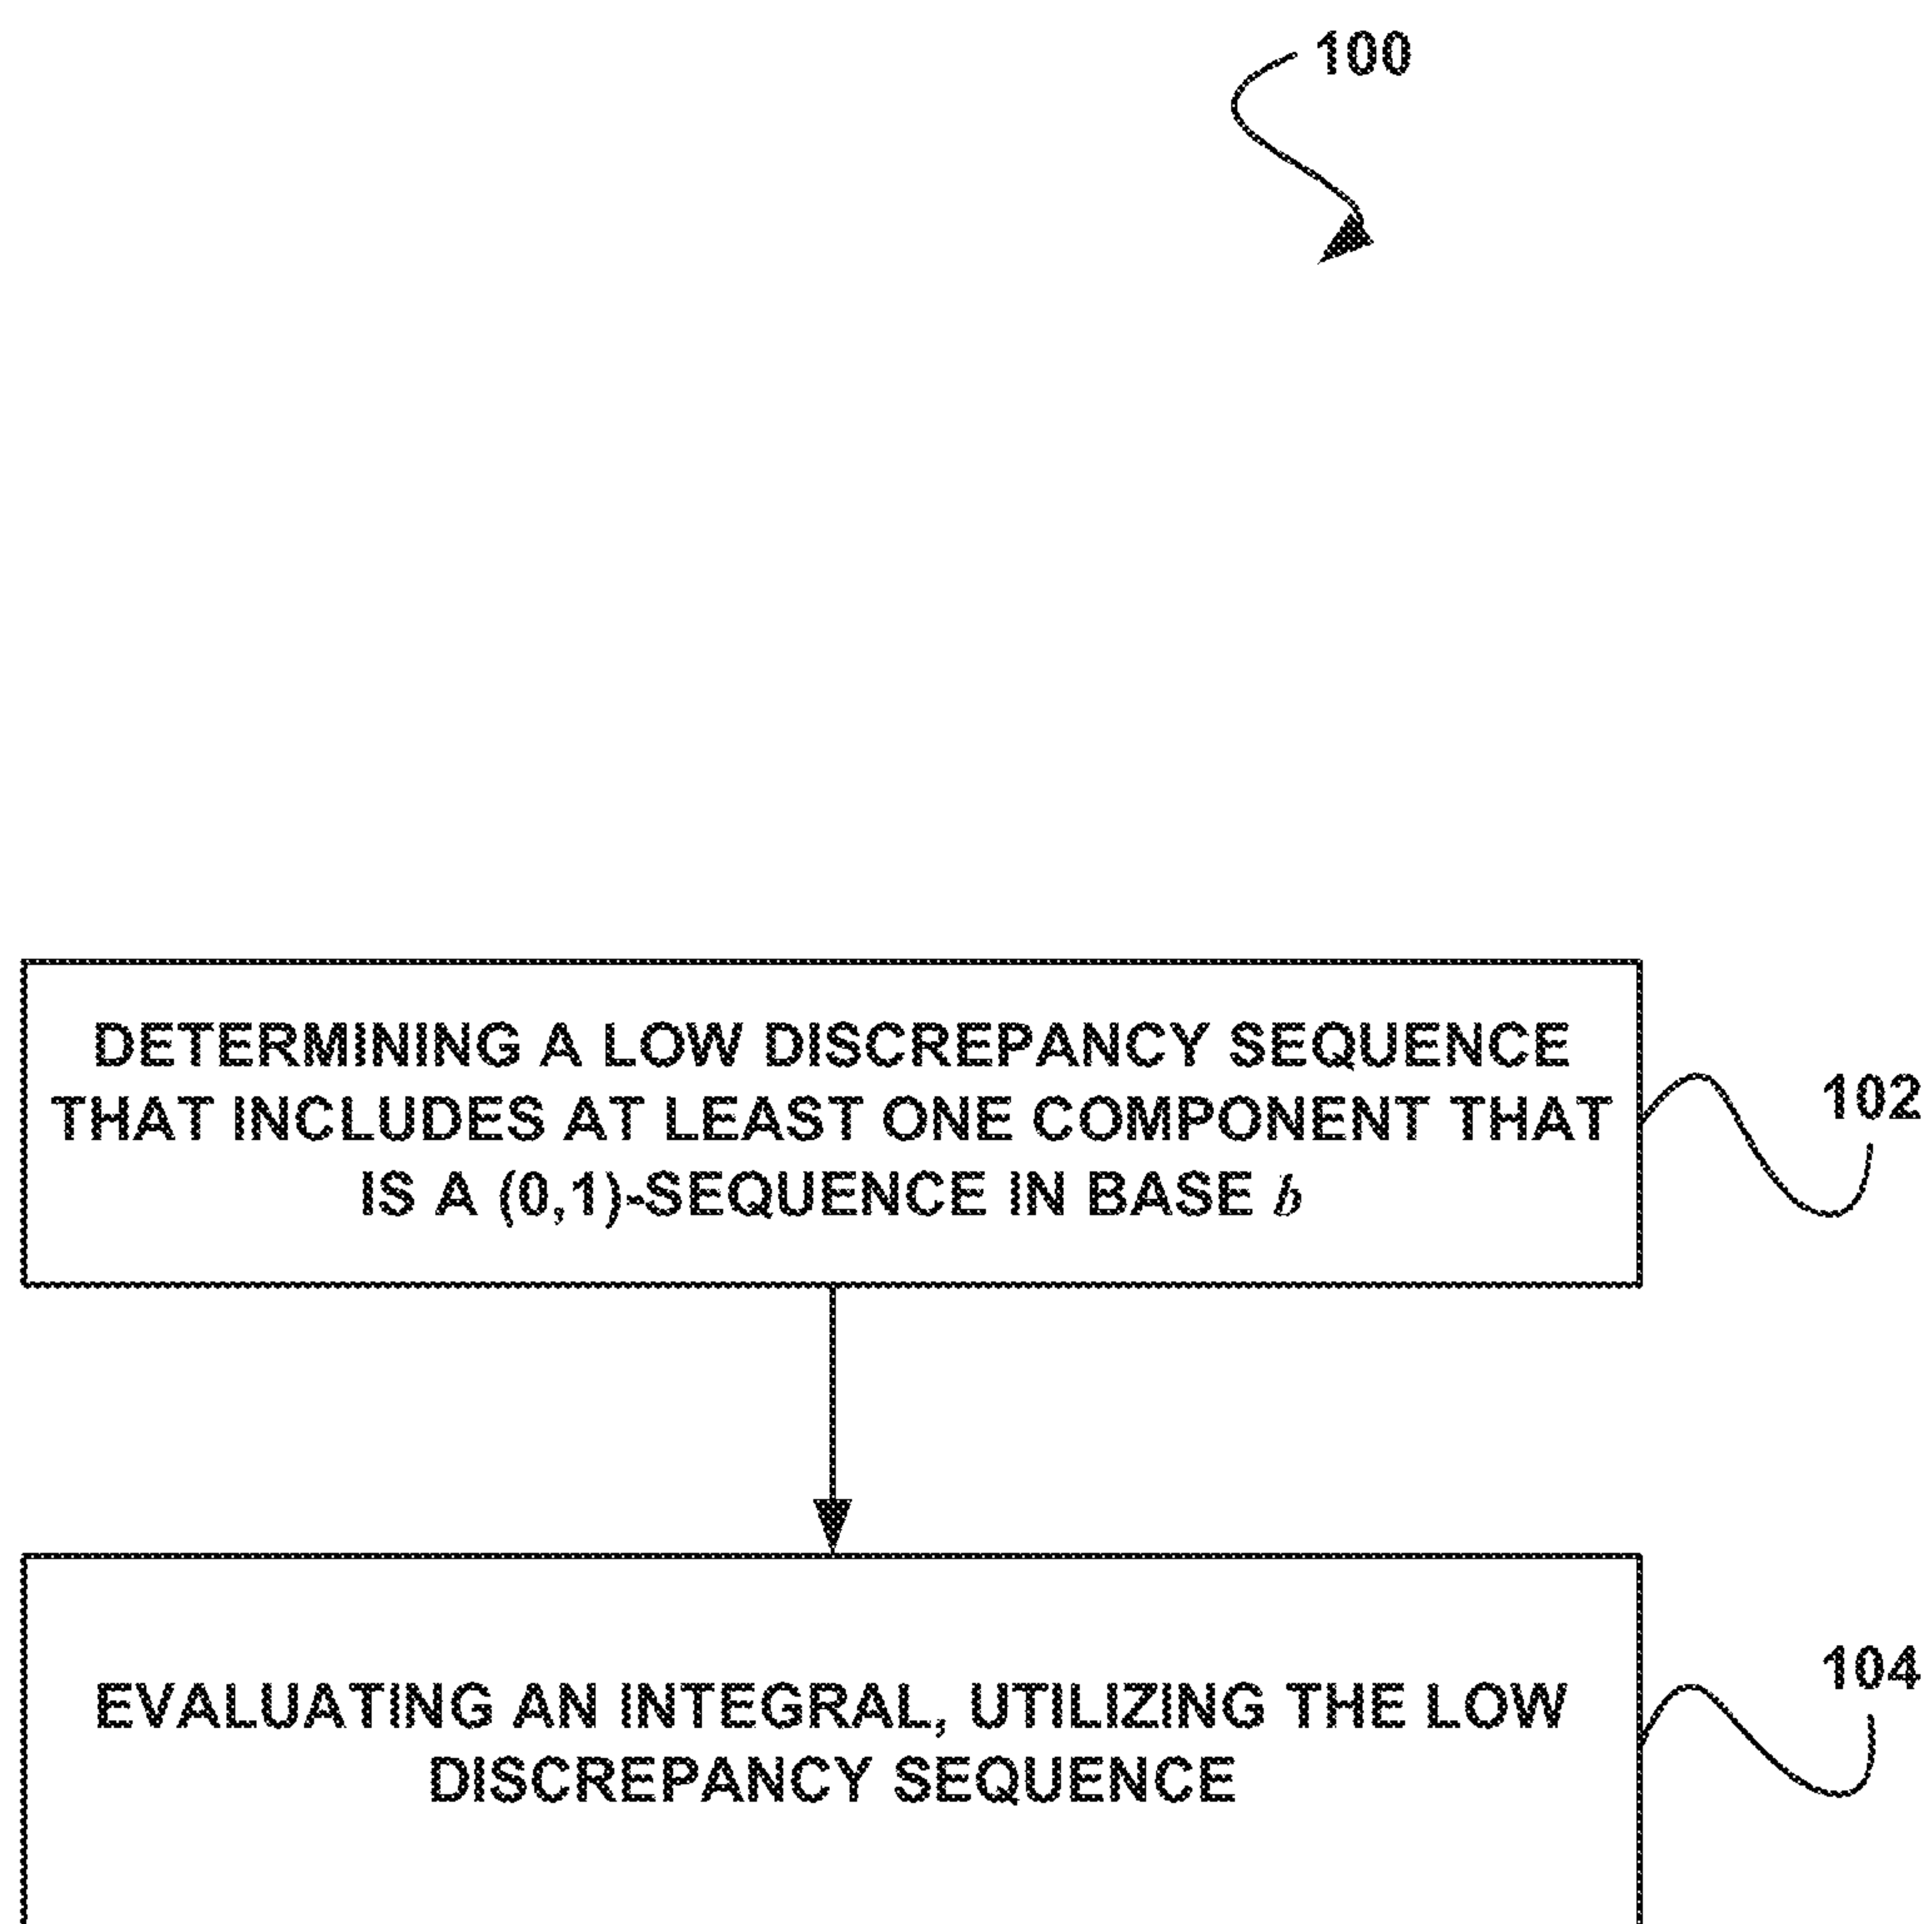 100
DETERMINING A LOW DISCREPANCY SEQUENCE
THAT INCLUDES AT LEAST ONE COMPONENT THAT
IS A (0,1)-SEQUENCE IN BASE b
102
EVALUATING AN INTEGRAL, UTILIZING THE LOW
DISCREPANCY SEQUENCE
104